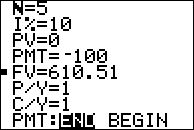 N=5
I%=10
PV=0
PMT=-100
FV=610.51
P/Y=1
C/Y=1
PMT:END BEGIN